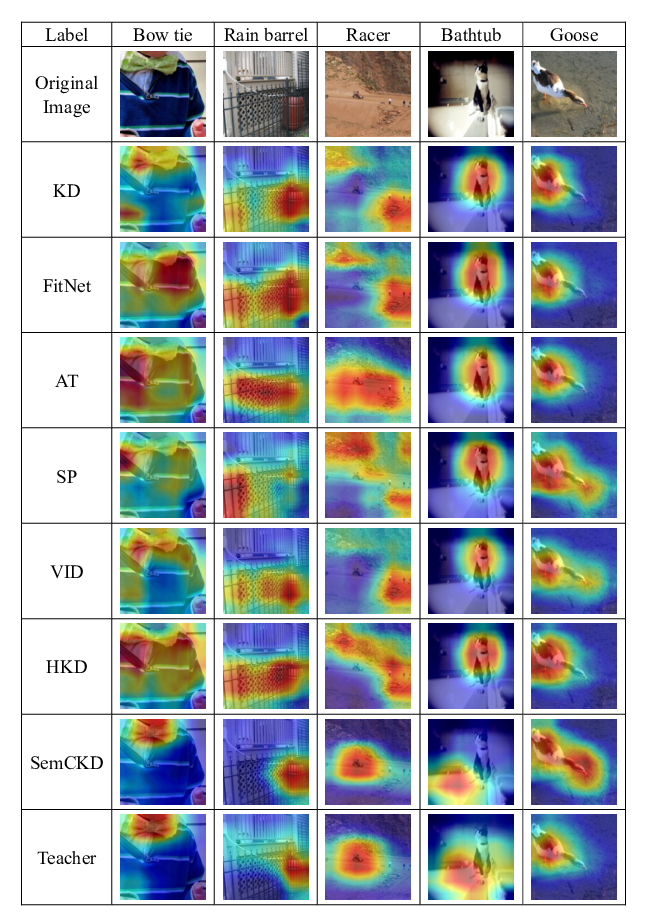 Label Bow tie Rain barrel Racer Bathtub Goose
Original
Image
KD
FitNet
AT
SP
VID
HKD
SemCKD
Teacher